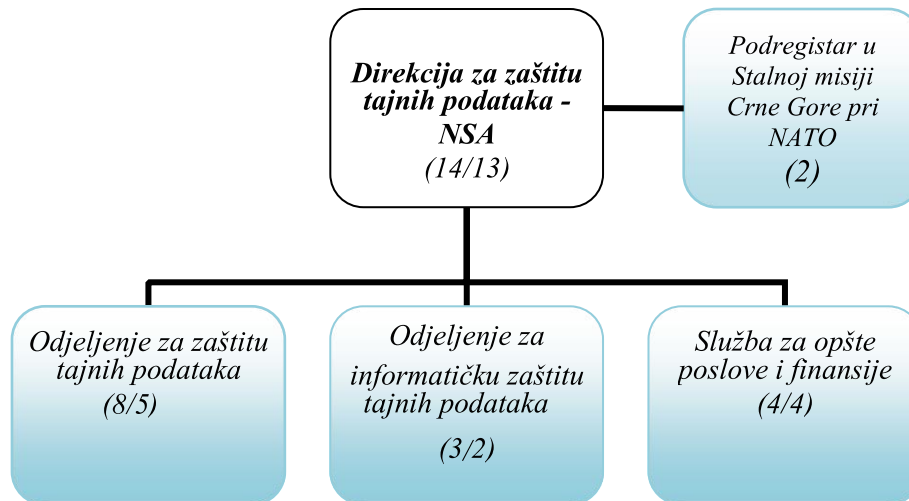 Direkcija za zaštitu
tajnih podataka -
NSA
(14/13)
Podregistar u
Stalnoj misiji
Crne Gore pri
NATO
(2)
Odjeljenje za zaštitu
tajnih podataka
(8/5)
Odjeljenje za
informatičku zaštitu
tajnih podataka
(3/2)
Služba za opšte
poslove i finansije
(4/4)